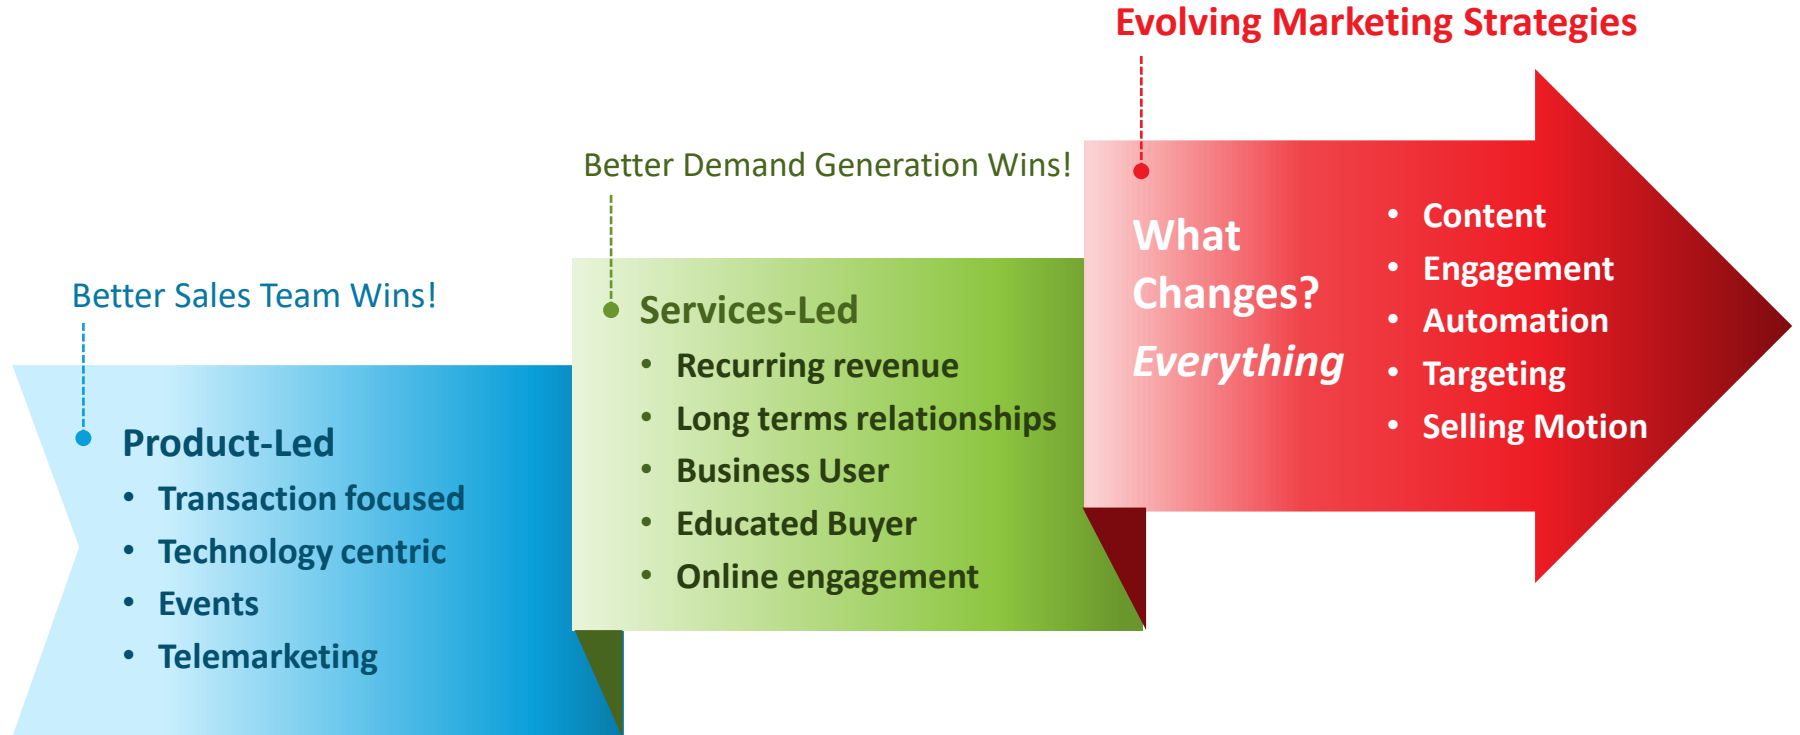 Better Sales Team Wins!
Product-Led
• Transaction focused
• Technology centric
• Events
• Telemarketing
Better Demand Generation Wins!
Services-Led
• Recurring revenue
• Long terms relationships
• Business User
• Educated Buyer
• Online engagement
Evolving Marketing Strategies
What
Changes?
Everything
• Content
• Engagement
• Automation
• Targeting
• Selling Motion